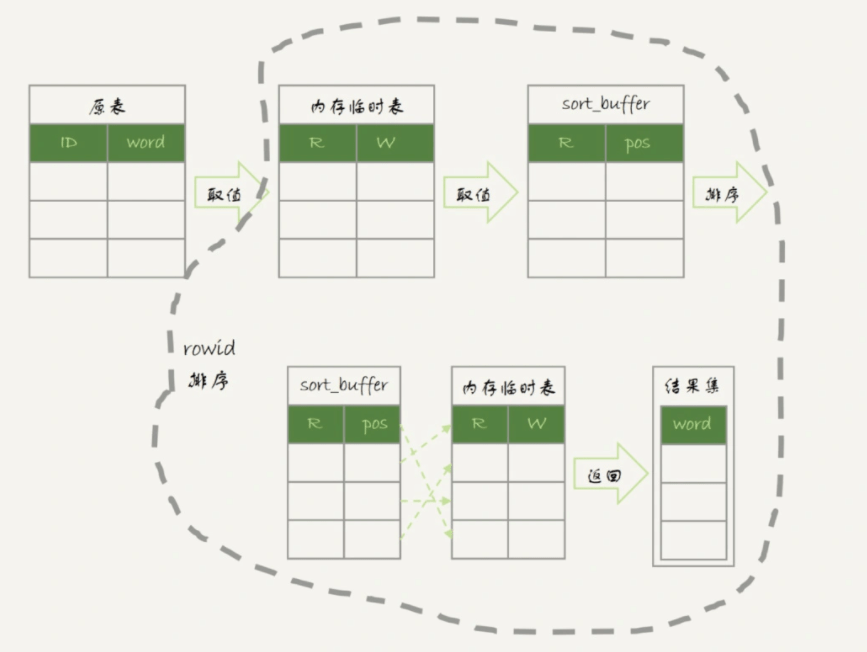 原表
ID word
取值
内存临时表
R W
取值
sort_buffer
R pos
排序
rowid
排序
sort_buffer
R pos
内存临时表
R W
返回
结果集
word